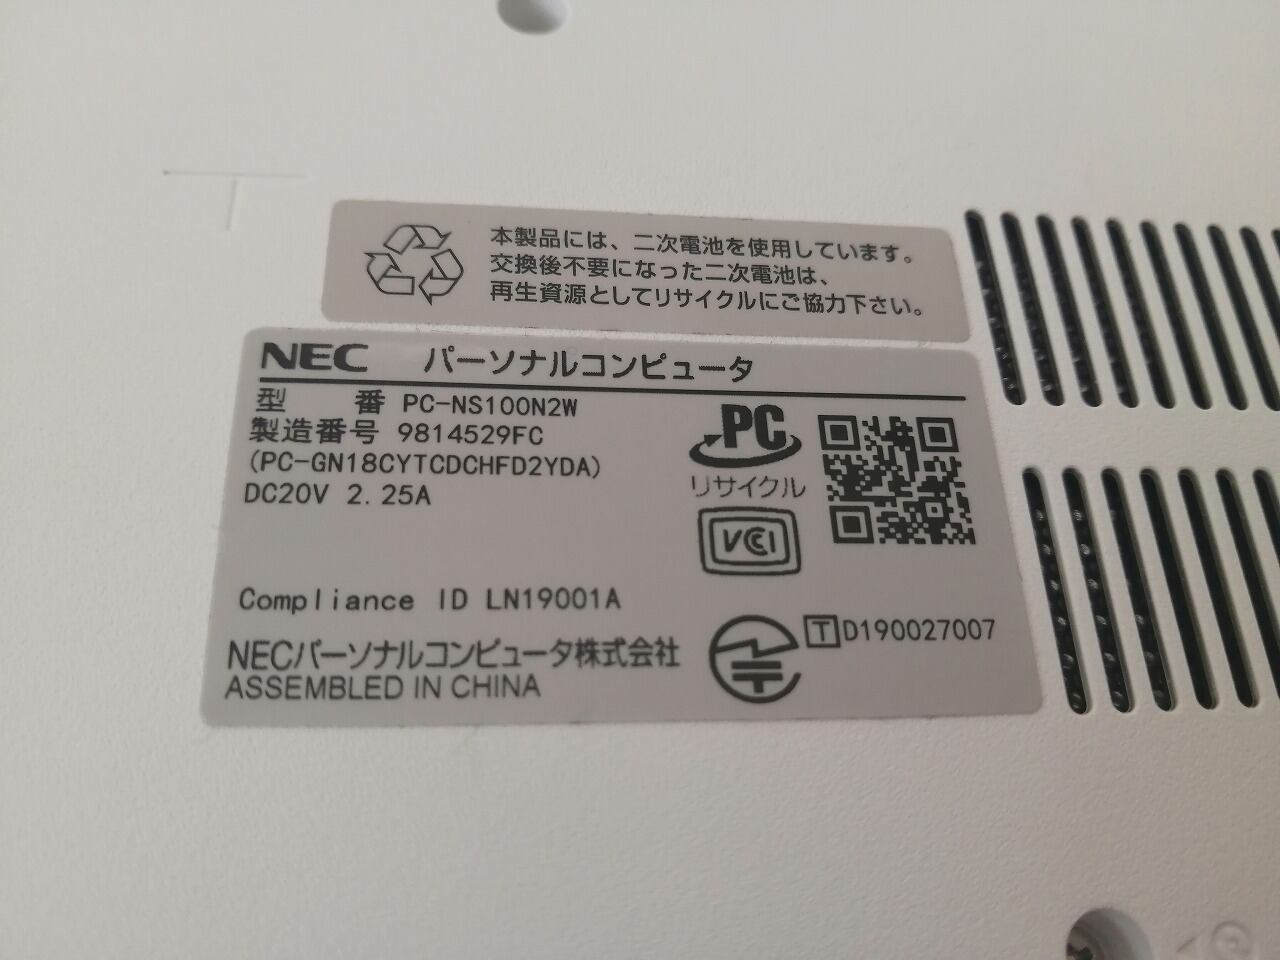 本製品には、二次電池を使用しています。
交換後不要になった二次電池は、
再生資源としてリサイクルにご協力下さい。
NEC パーソナルコンピュータ
型 番 PC-NS100N2W
製造番号 9814529FC
(PC-GN18CYTCDCHFD2YDA)
DC20V 2.25A
PC
リサイクル
VCCI
Compliance ID LN19001A
T D190027007
NECパーソナルコンピュータ株式会社
ASSEMBLED IN CHINA